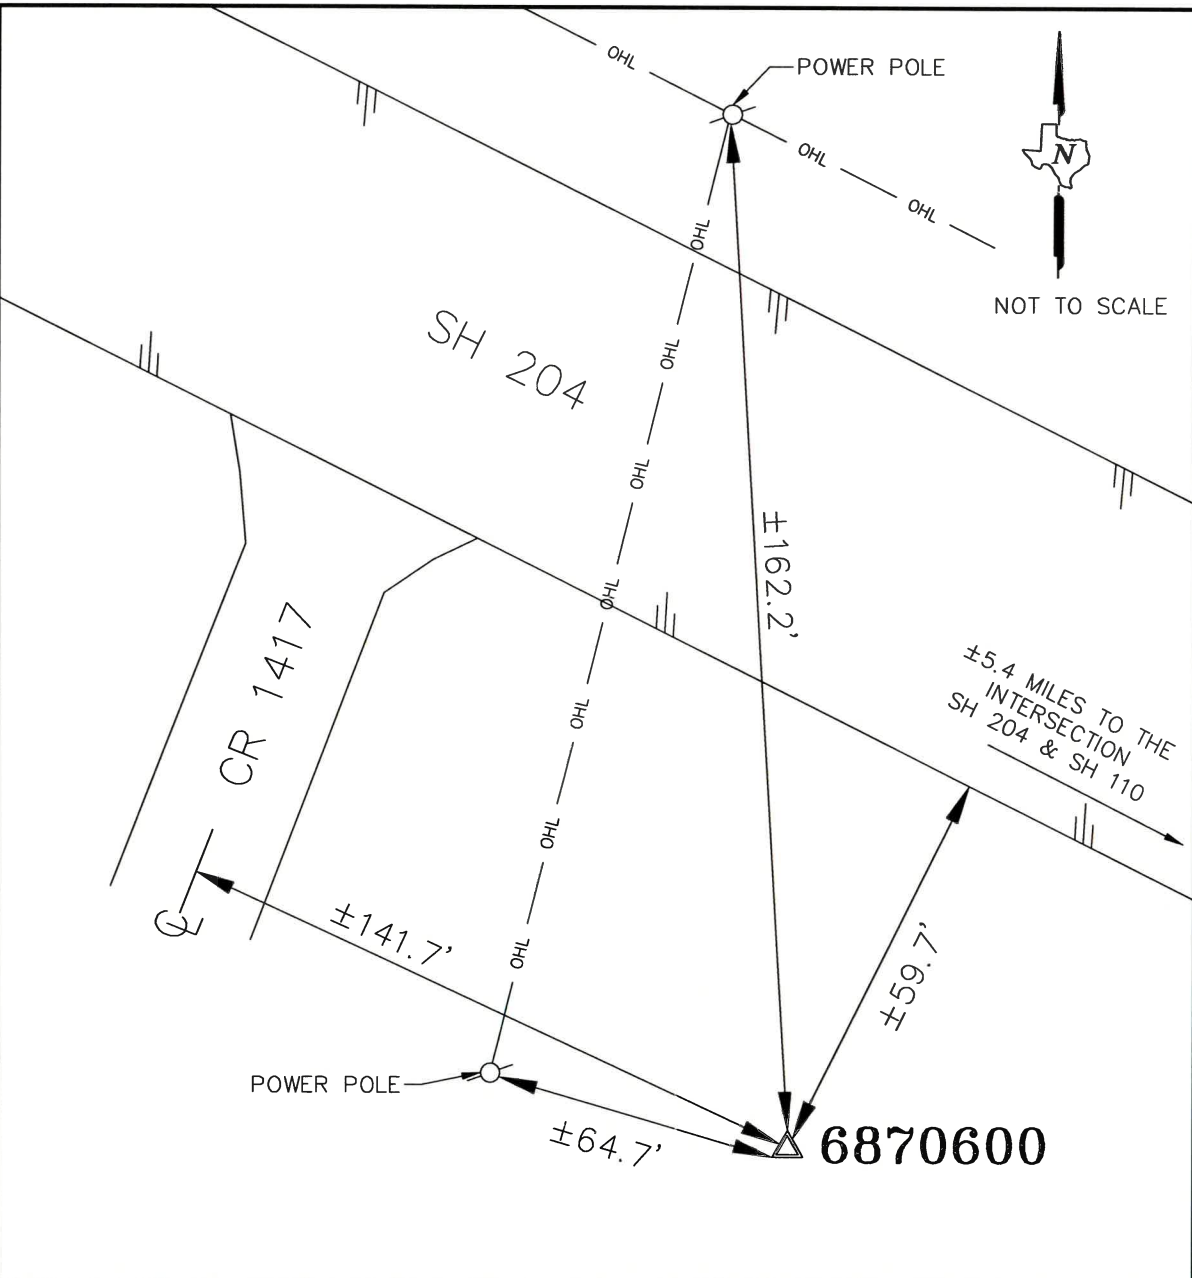 OHL
POWER POLE
N
OHL
OHL
OHL
NOT TO SCALE
SH 204
OHL
OHL
±162.2'
OHL
CR 1417
±5.4 MILES TO THE
INTERSECTION
SH 204 & SH 110
OHL
OHL
CL
±141.7'
OHL
±59.7'
POWER POLE
±64.7'
6870600